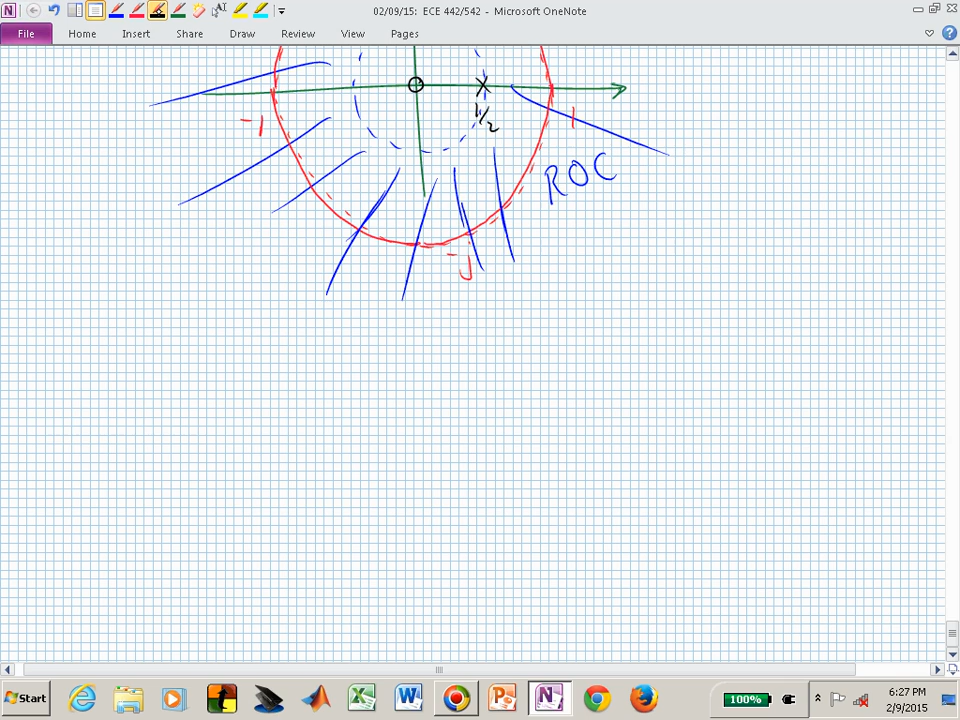 02/09/15: ECE 442/542 - Microsoft OneNote
File Home Insert Share Draw Review View Pages
-1
1/2
1
ROC
-j
Start
100%
6:27 PM
2/9/2015